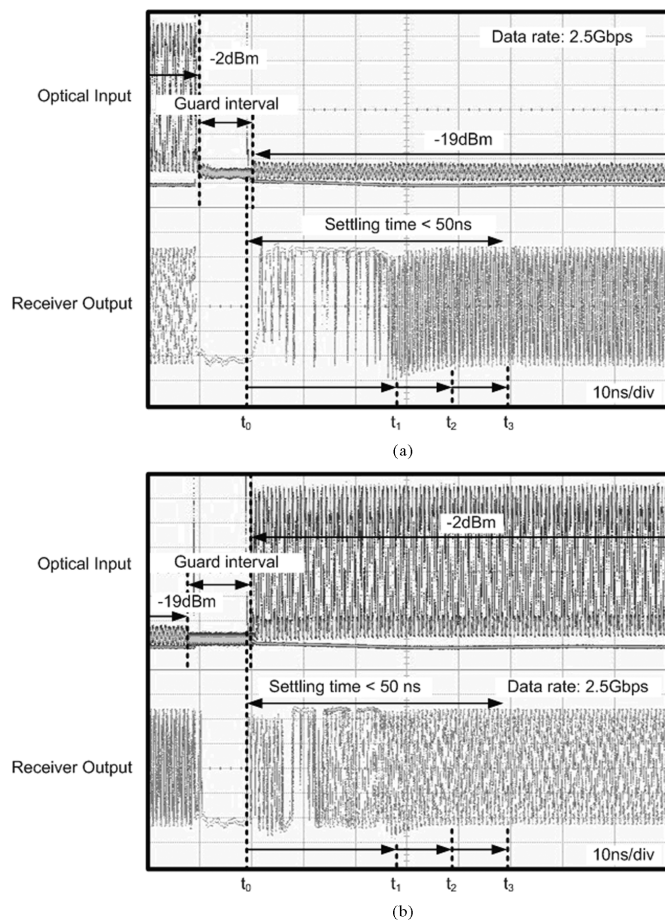 Data rate: 2.5Gbps
-2dBm
Optical Input
Guard interval
-19dBm
Settling time < 50ns
Receiver Output
10ns/div
t0 t1 t2 t3
(a)
-2dBm
Optical Input
Guard interval
-19dBm
Settling time < 50 ns
Data rate: 2.5Gbps
Receiver Output
10ns/div
t0 t1 t2 t3
(b)